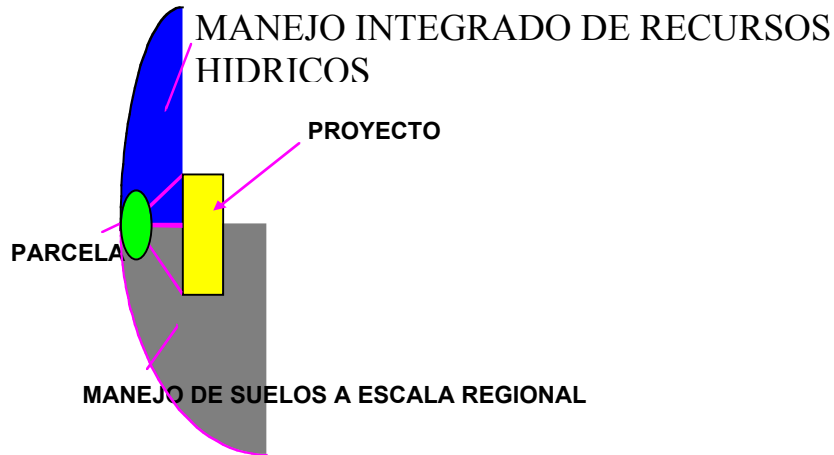 MANEJO INTEGRADO DE RECURSOS
HIDRICOS
PROYECTO
PARCELA
MANEJO DE SUELOS A ESCALA REGIONAL